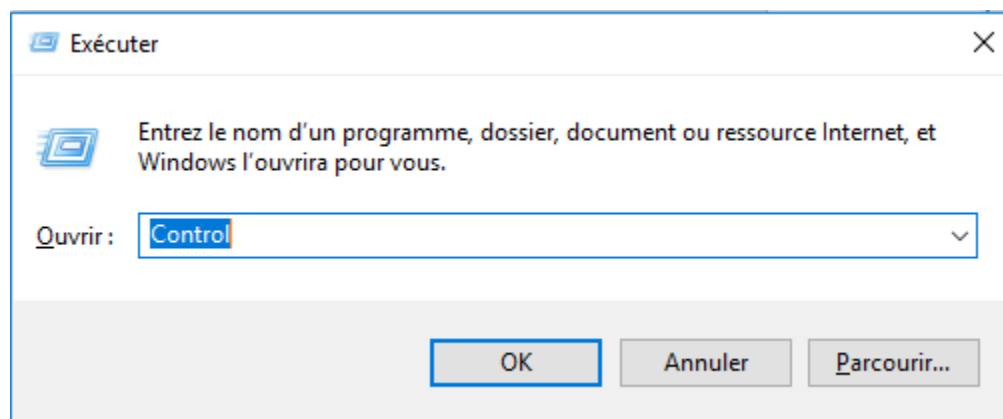 Exécuter
Entrez le nom d'un programme, dossier, document ou ressource Internet, et
Windows l'ouvrira pour vous.
Ouvrir : Control
OK Annuler Parcourir...